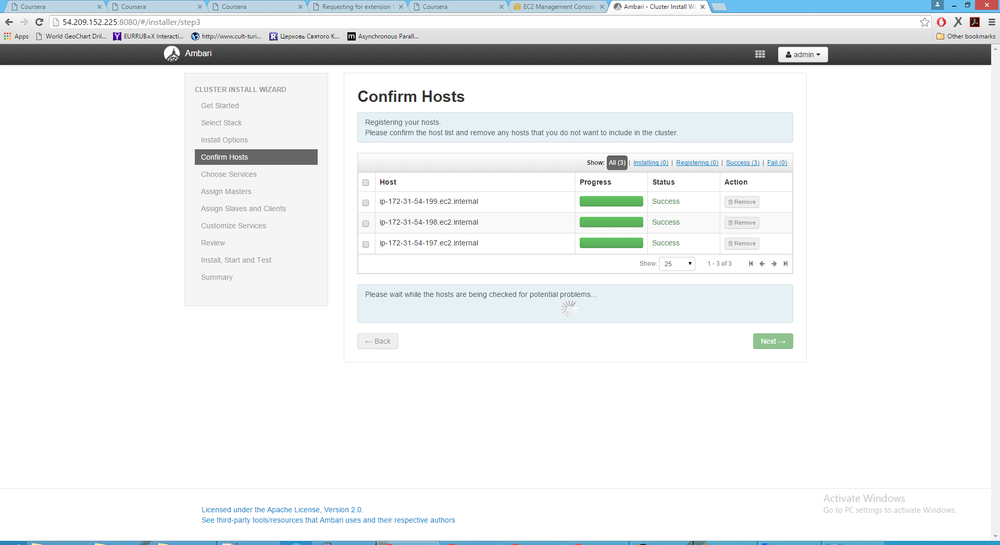 Coursera
Coursera
Coursera
Requesting for extension t
Coursera
EC2 Management Console
Ambari - Cluster Install Wi
54.209.152.225:8080/#/installer/step3
Apps
World GeoChart Dril...
EURRUB=X Interacti...
http://www.cult-turi...
Церковь Святого К...
Asynchronous Parall...
Other bookmarks
Ambari
admin
CLUSTER INSTALL WIZARD
Get Started
Select Stack
Install Options
Confirm Hosts
Choose Services
Assign Masters
Assign Slaves and Clients
Customize Services
Review
Install, Start and Test
Summary
Confirm Hosts
Registering your hosts.
Please confirm the host list and remove any hosts that you do not want to include in the cluster.
Show: All (3) | Installing (0) | Registering (0) | Success (3) | Fail (0)
Host Progress Status Action
ip-172-31-54-199.ec2.internal Success Remove
ip-172-31-54-198.ec2.internal Success Remove
ip-172-31-54-197.ec2.internal Success Remove
Show: 25 1 - 3 of 3
Please wait while the hosts are being checked for potential problems...
← Back
Next →
Licensed under the Apache License, Version 2.0.
See third-party tools/resources that Ambari uses and their respective authors
Activate Windows
Go to PC settings to activate Windows.